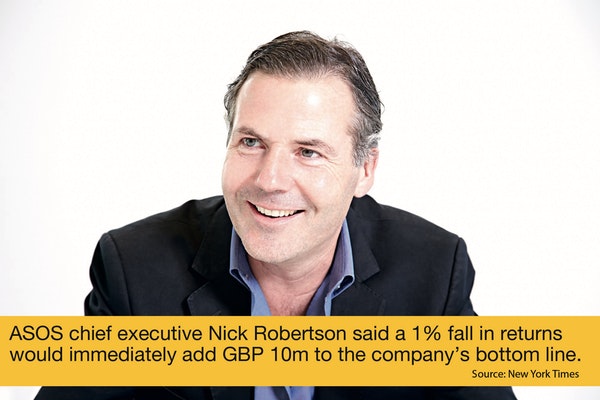 ASOS chief executive Nick Robertson said a 1% fall in returns
would immediately add GBP 10m to the company’s bottom line.
Source: New York Times